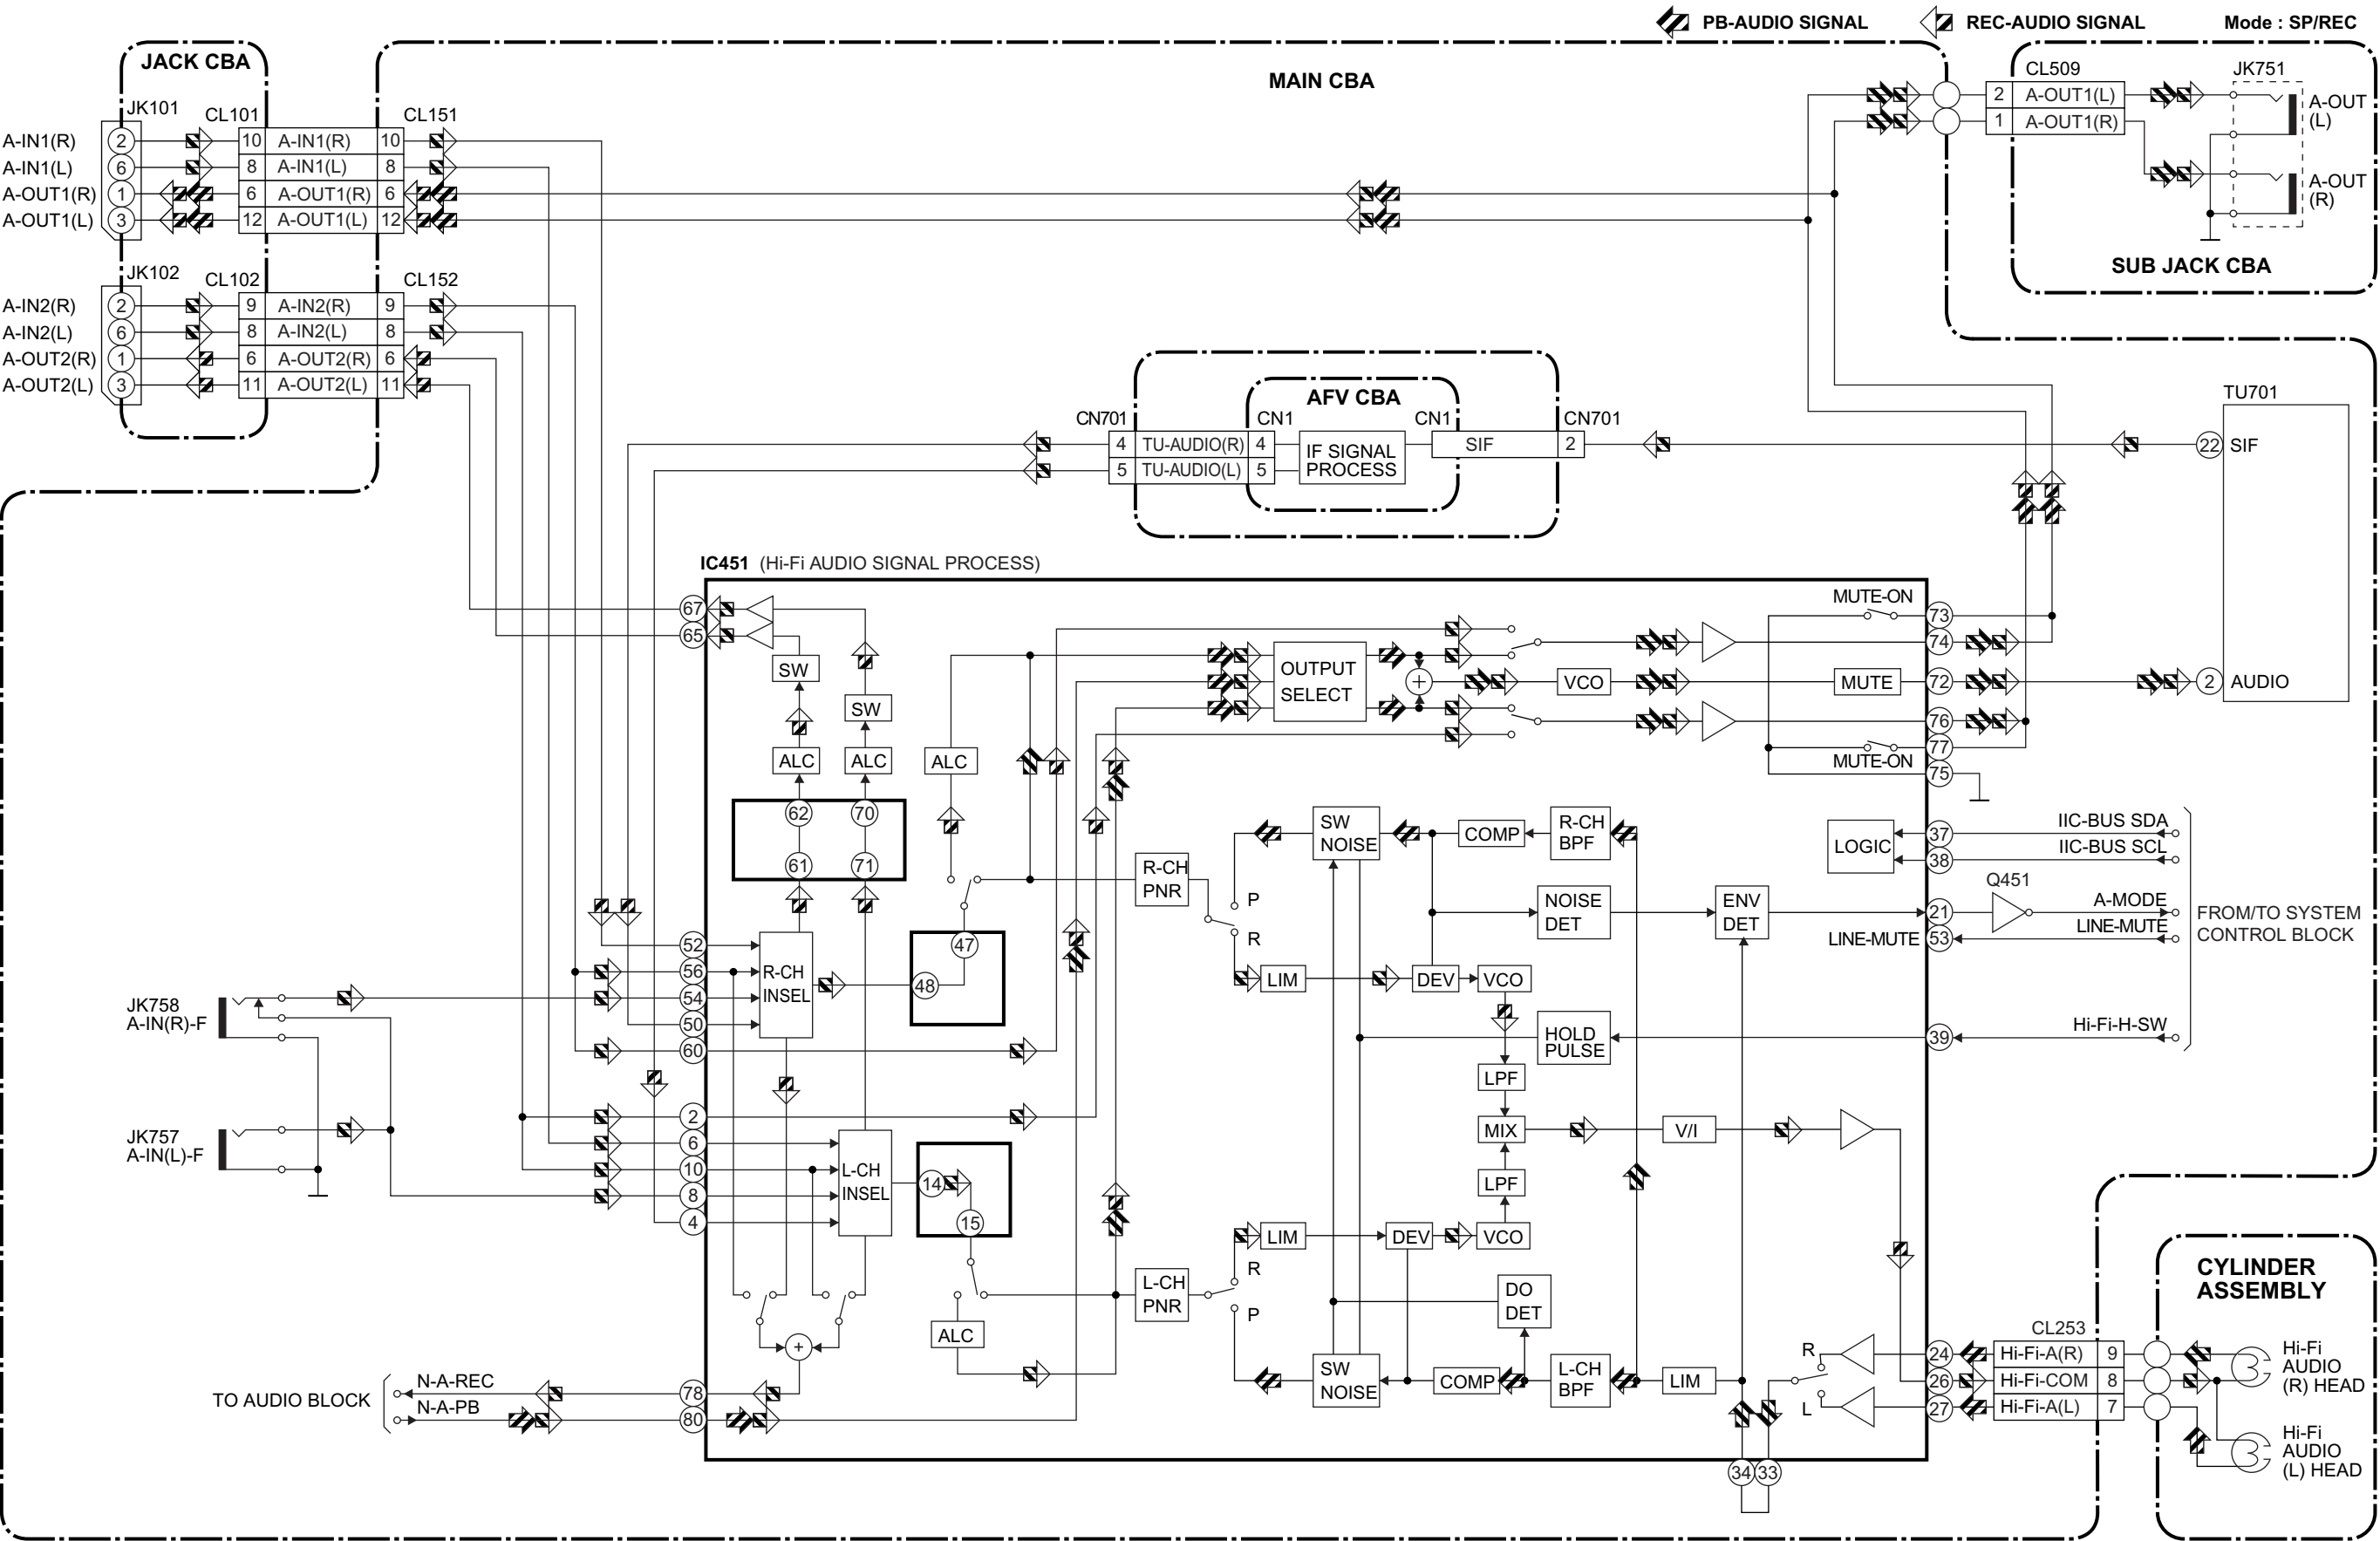 PB-AUDIO SIGNAL REC-AUDIO SIGNAL Mode : SP/REC
JACK CBA
MAIN CBA
JK101
CL101
CL151
A-IN1(R) 2 10 A-IN1(R) 10
A-IN1(L) 6 8 A-IN1(L) 8
A-OUT1(R) 1 6 A-OUT1(R) 6
A-OUT1(L) 3 12 A-OUT1(L) 12
JK102
CL102
CL152
A-IN2(R) 2 9 A-IN2(R) 9
A-IN2(L) 6 8 A-IN2(L) 8
A-OUT2(R) 1 6 A-OUT2(R) 6
A-OUT2(L) 3 11 A-OUT2(L) 11
CL509
JK751
2 A-OUT1(L)
1 A-OUT1(R)
A-OUT
(L)
A-OUT
(R)
SUB JACK CBA
AFV CBA
CN701 CN1 CN1 CN701
4 TU-AUDIO(R) 4
5 TU-AUDIO(L) 5
IF SIGNAL
PROCESS
SIF 2
TU701
22 SIF
2 AUDIO
IC451 (Hi-Fi AUDIO SIGNAL PROCESS)
67
65
SW
SW
ALC
ALC
ALC
62
70
61
71
OUTPUT
SELECT
+
VCO
MUTE
MUTE-ON
73
74
72
76
77
MUTE-ON
75
52
56
54
50
60
R-CH
INSEL
48
47
R-CH
PNR
P
R
SW
NOISE
COMP
R-CH
BPF
NOISE
DET
ENV
DET
LOGIC
37 IIC-BUS SDA
38 IIC-BUS SCL
Q451
21 A-MODE
LINE-MUTE 53 LINE-MUTE
FROM/TO SYSTEM
CONTROL BLOCK
39 Hi-Fi-H-SW
LIM
DEV
VCO
HOLD
PULSE
LPF
MIX
V/I
LPF
JK758
A-IN(R)-F
JK757
A-IN(L)-F
2
6
10
8
4
L-CH
INSEL
14
15
LIM
DEV
VCO
L-CH
PNR
R
P
DO
DET
ALC
+
SW
NOISE
COMP
L-CH
BPF
LIM
R
L
24
26
27
34
33
TO AUDIO BLOCK
N-A-REC
78
N-A-PB
80
CYLINDER
ASSEMBLY
CL253
Hi-Fi-A(R) 9
Hi-Fi-COM 8
Hi-Fi-A(L) 7
Hi-Fi
AUDIO
(R) HEAD
Hi-Fi
AUDIO
(L) HEAD